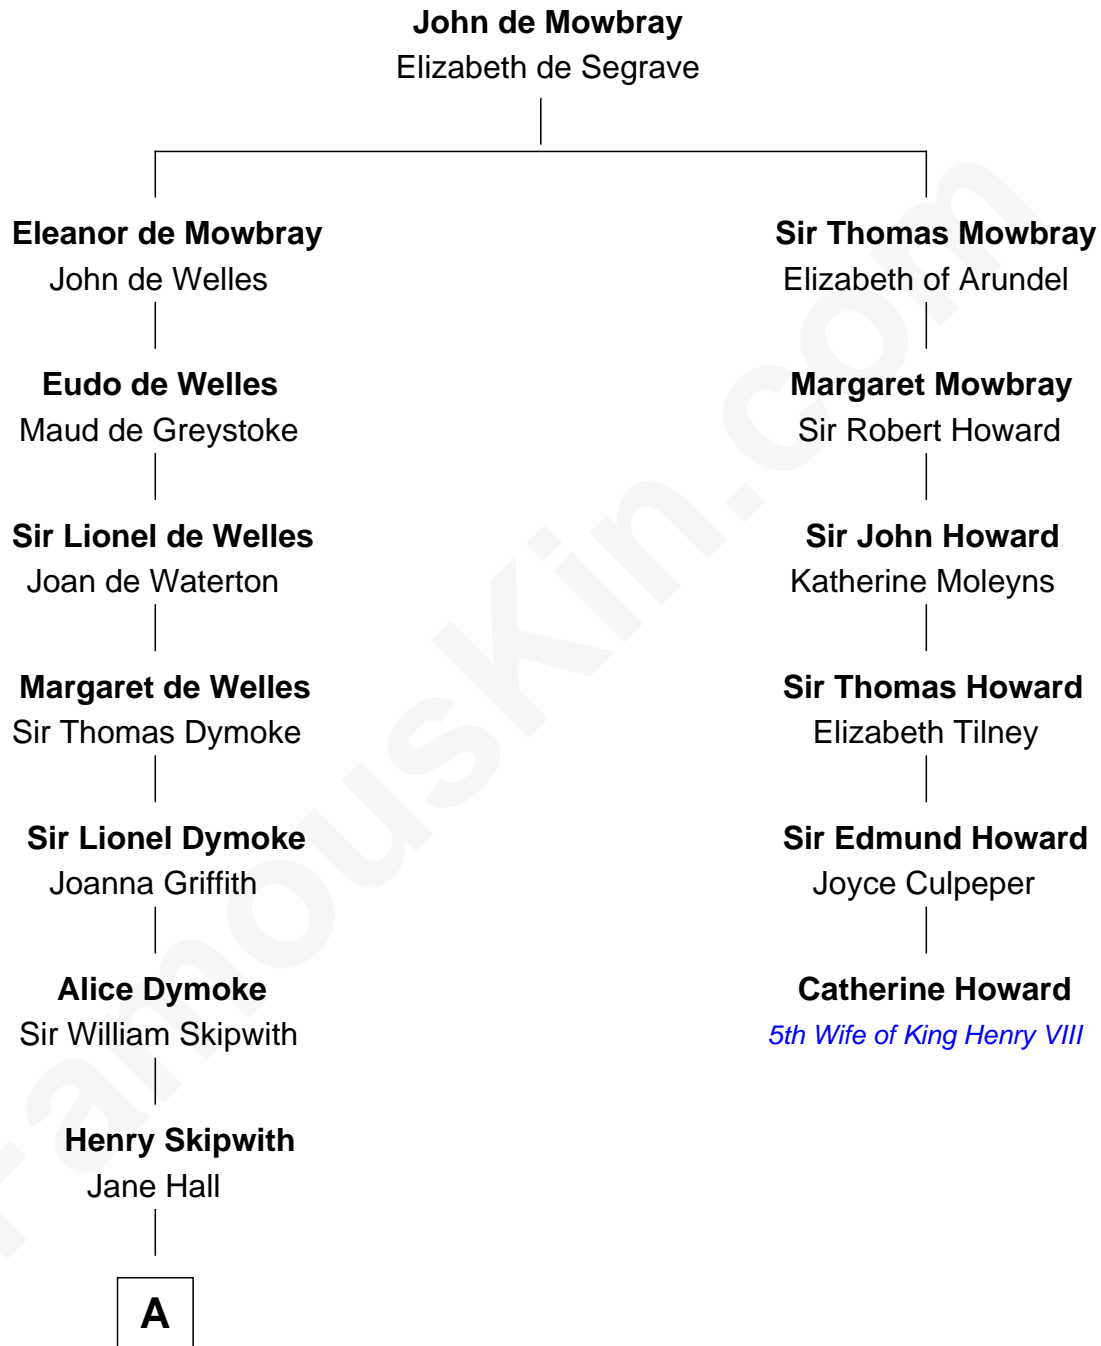 John de Mowbray
Elizabeth de Segrave
Eleanor de Mowbray
John de Welles
Sir Thomas Mowbray
Elizabeth of Arundel
Eudo de Welles
Maud de Greystoke
Margaret Mowbray
Sir Robert Howard
Sir Lionel de Welles
Joan de Waterton
Sir John Howard
Katherine Moleyns
Margaret de Welles
Sir Thomas Dymoke
Sir Thomas Howard
Elizabeth Tilney
Sir Lionel Dymoke
Joanna Griffith
Sir Edmund Howard
Joyce Culpeper
Alice Dymoke
Sir William Skipwith
Catherine Howard
5th Wife of King Henry VIII
Henry Skipwith
Jane Hall
A
FamousKin.com